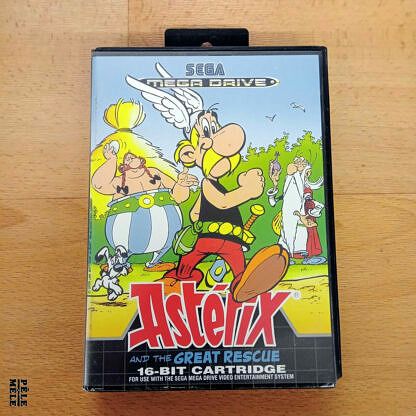 SEGA
MEGA DRIVE
Astérix
AND THE GREAT RESCUE
16-BIT CARTRIDGE
FOR USE WITH THE SEGA MEGA DRIVE VIDEO ENTERTAINMENT SYSTEM
PÊLE
MÊLE